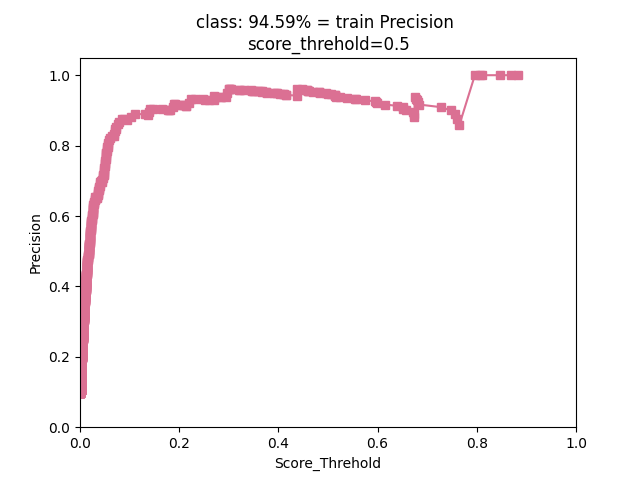 class: 94.59% = train Precision
score_threhold=0.5
1.0
0.8
0.6
0.4
0.2
0.0
Precision
0.0 0.2 0.4 0.6 0.8 1.0
Score_Threhold